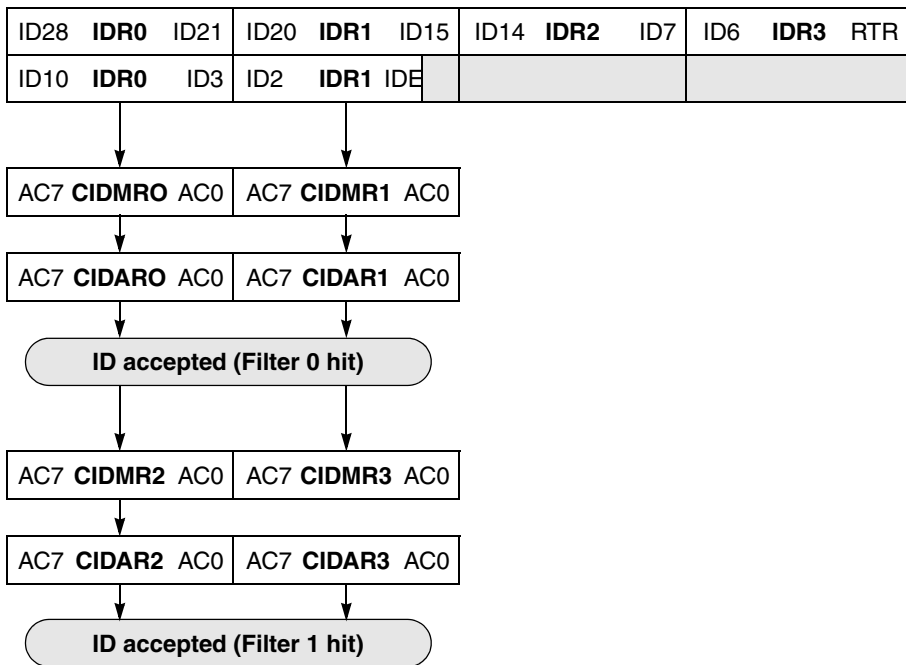 ID28 IDR0 ID21 ID20 IDR1 ID15 ID14 IDR2 ID7 ID6 IDR3 RTR
ID10 IDR0 ID3 ID2 IDR1 IDE
AC7 CIDMRO AC0 AC7 CIDMR1 AC0
AC7 CIDARO AC0 AC7 CIDAR1 AC0
ID accepted (Filter 0 hit)
AC7 CIDMR2 AC0 AC7 CIDMR3 AC0
AC7 CIDAR2 AC0 AC7 CIDAR3 AC0
ID accepted (Filter 1 hit)